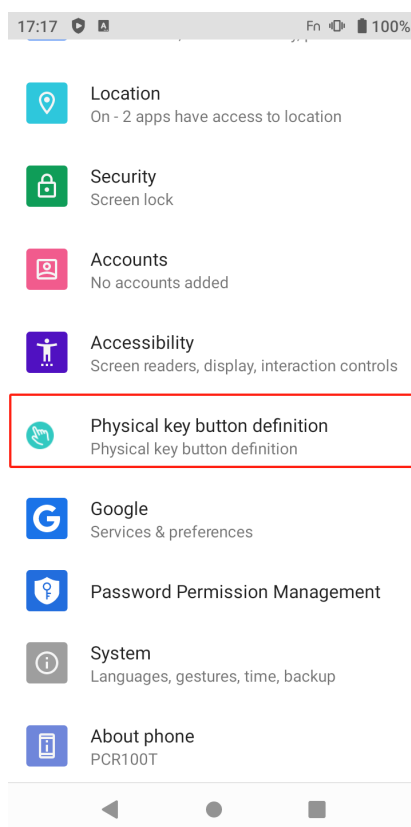 17:17 A Fn 100%
Location
On - 2 apps have access to location
Security
Screen lock
Accounts
No accounts added
Accessibility
Screen readers, display, interaction controls
Physical key button definition
Physical key button definition
G Google
Services & preferences
Password Permission Management
System
Languages, gestures, time, backup
About phone
PCR100T